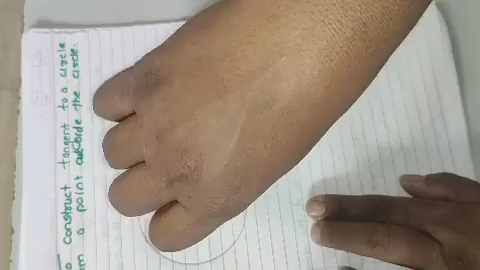 construct tangent to a circle
a point outside the circle.